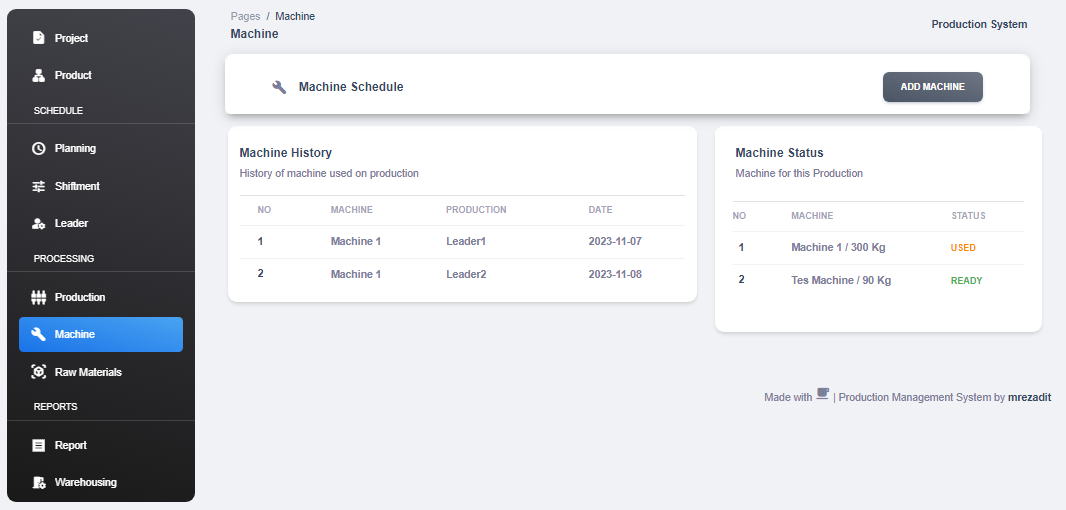 Project
Product
SCHEDULE
Planning
Shiftment
Leader
PROCESSING
Production
Machine
Raw Materials
REPORTS
Report
Warehousing
Pages / Machine
Machine
Production System
Machine Schedule
ADD MACHINE
Machine History
History of machine used on production
NO MACHINE PRODUCTION DATE
1 Machine 1 Leader1 2023-11-07
2 Machine 1 Leader2 2023-11-08
Machine Status
Machine for this Production
NO MACHINE STATUS
1 Machine 1 / 300 Kg USED
2 Tes Machine / 90 Kg READY
Made with | Production Management System by mrezadit